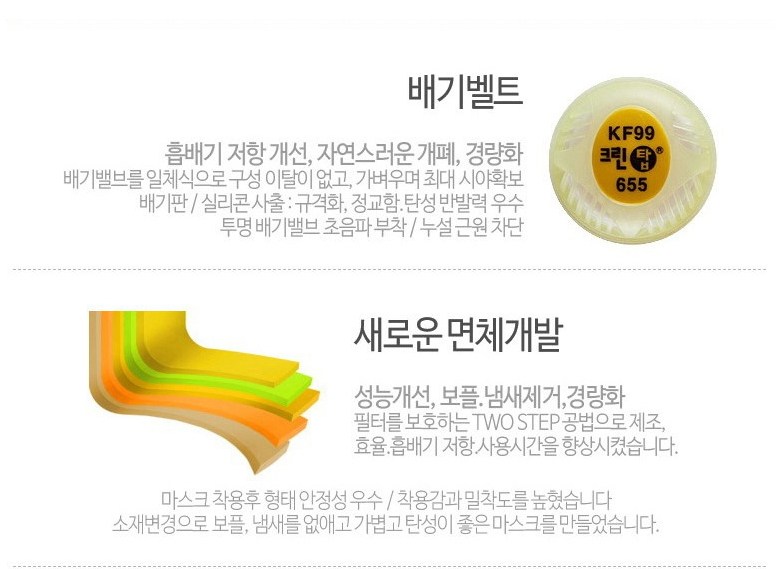 배기벨트
흡배기 저항 개선, 자연스러운 개폐, 경량화
배기밸브를 일체식으로 구성 이탈이 없고, 가벼우며 최대 시야확보
배기판 / 실리콘 사출 : 규격화, 정교함.탄성 반발력 우수
투명 배기밸브 초음파 부착 / 누설 근원 차단
KF99
크린탑®
655
새로운 면체개발
성능개선, 보플.냄새제거,경량화
필터를 보호하는 TWO STEP 공법으로 제조,
효율.흡배기 저항.사용시간을 향상시켰습니다.
마스크 착용후 형태 안정성 우수 / 착용감과 밀착도를 높혔습니다
소재변경으로 보플, 냄새를 없애고 가볍고 탄성이 좋은 마스크를 만들었습니다.